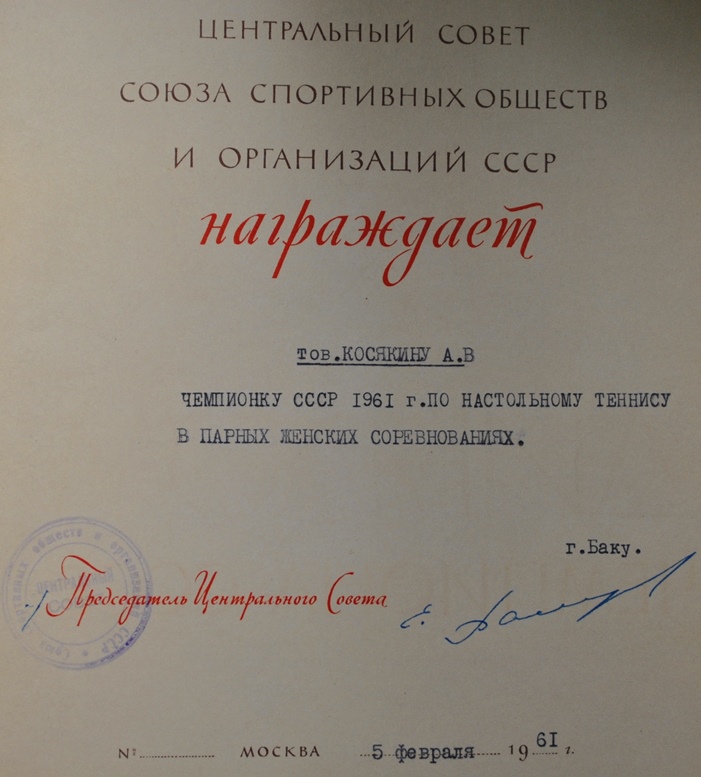 ЦЕНТРАЛЬНЫЙ СОВЕТ
СОЮЗА СПОРТИВНЫХ ОБЩЕСТВ
И ОРГАНИЗАЦИЙ СССР
награждает
тов.КОСЯКИНУ А.В
ЧЕМПИОНКУ СССР 1961 г.ПО НАСТОЛЬНОМУ ТЕННИСУ
В ПАРНЫХ ЖЕНСКИХ СОРЕВНОВАНИЯХ.
г.Баку.
Председатель Центрального Совета
№ МОСКВА 5 февраля 1961 г.